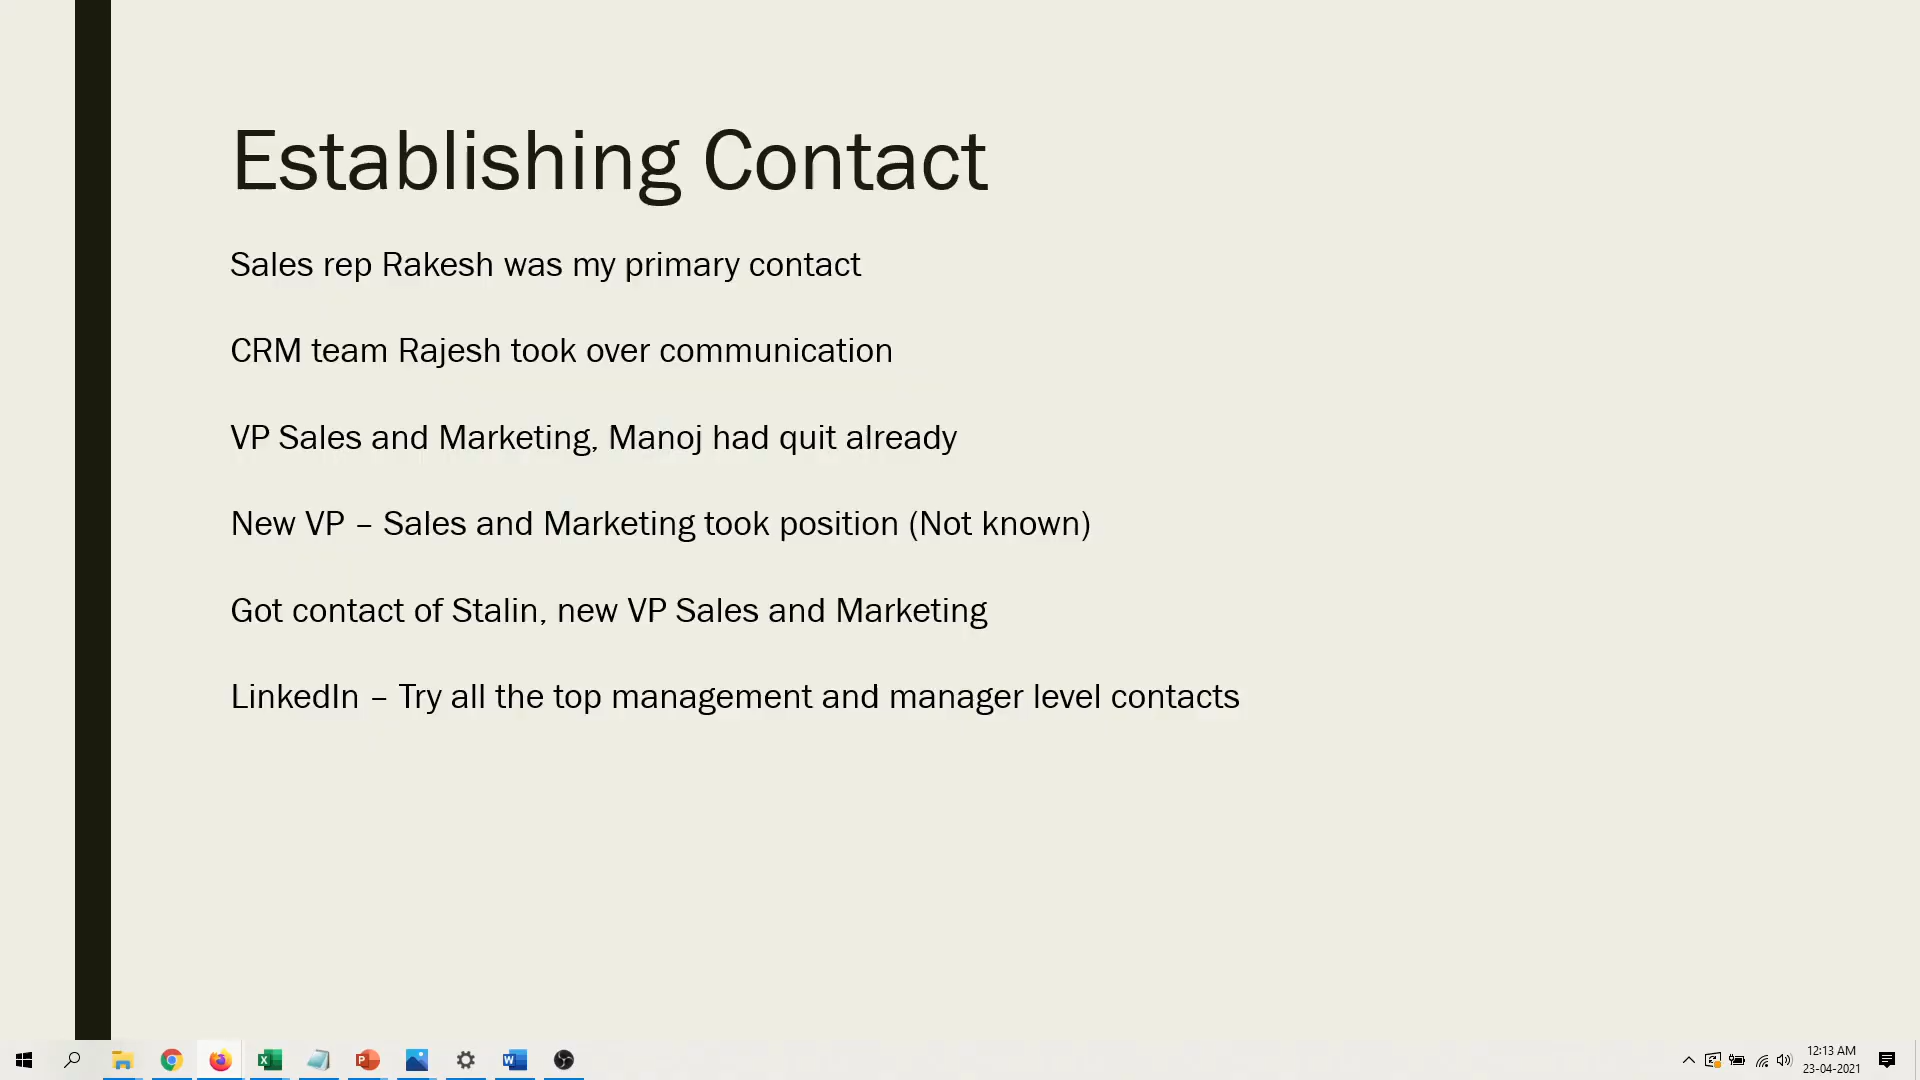 Establishing Contact
Sales rep Rakesh was my primary contact
CRM team Rajesh took over communication
VP Sales and Marketing, Manoj had quit already
New VP – Sales and Marketing took position (Not known)
Got contact of Stalin, new VP Sales and Marketing
LinkedIn – Try all the top management and manager level contacts
12:13 AM
23-04-2021